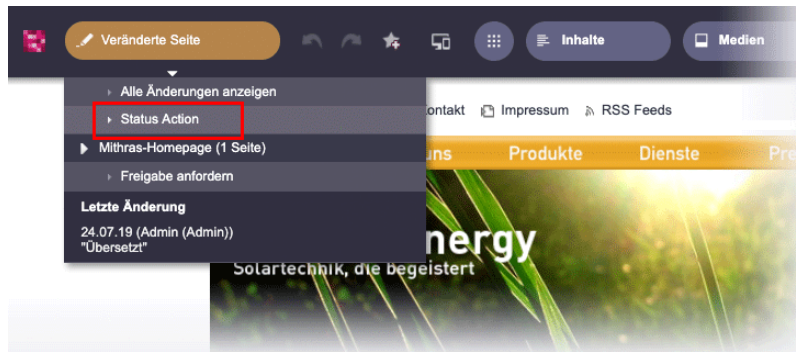 Veränderte Seite
Inhalte
Medien
Alle Änderungen anzeigen
Status Action
Mithras-Homepage (1 Seite)
Freigabe anfordern
Letzte Änderung
24.07.19 (Admin (Admin))
"Übersetzt"
ontakt Impressum RSS Feeds
uns Produkte Dienste Pre
nergy
Solartechnik, die begeistert